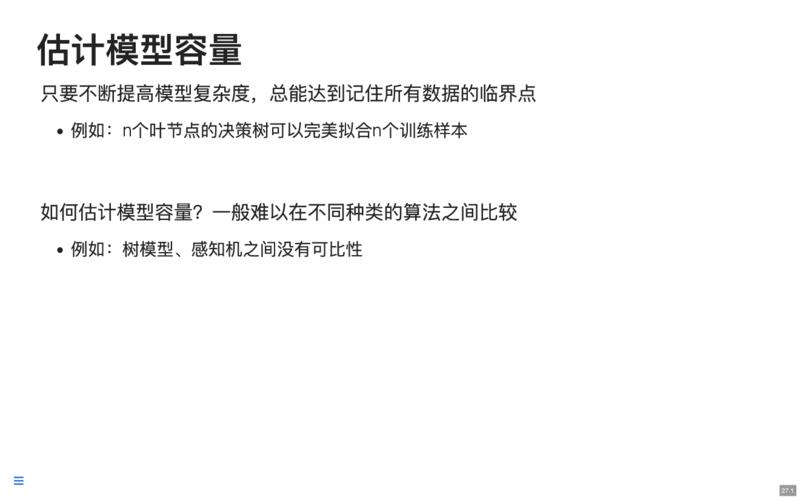 估计模型容量
只要不断提高模型复杂度，总能达到记住所有数据的临界点
• 例如：n个叶节点的决策树可以完美拟合n个训练样本
如何估计模型容量？一般难以在不同种类的算法之间比较
• 例如：树模型、感知机之间没有可比性
27.1